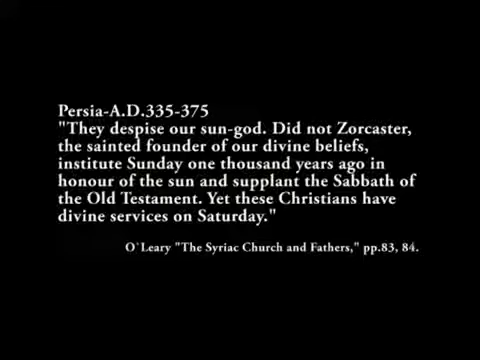 Persia-A.D.335-375
"They despise our sun-god. Did not Zorcaster,
the sainted founder of our divine beliefs,
institute Sunday one thousand years ago in
honour of the sun and supplant the Sabbath of
the Old Testament. Yet these Christians have
divine services on Saturday."
O`Leary "The Syriac Church and Fathers," pp.83, 84.